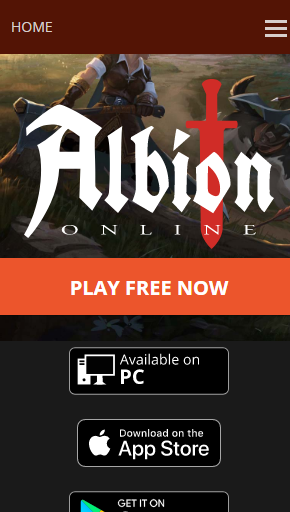 HOME
Albion
ONLINE
PLAY FREE NOW
Available on
PC
Download on the
App Store
GET IT ON